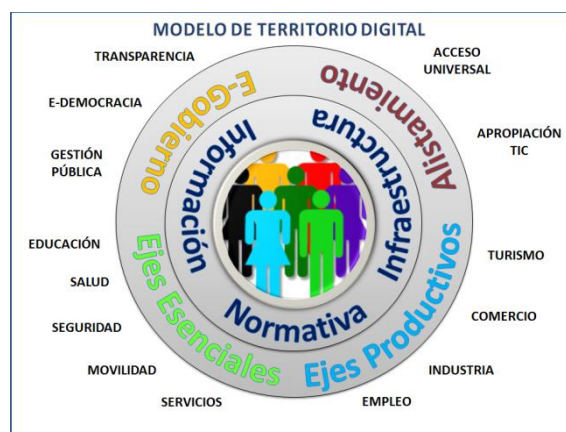 MODELO DE TERRITORIO DIGITAL
TRANSPARENCIA
E-DEMOCRACIA
GESTIÓN
PÚBLICA
EDUCACIÓN
SALUD
SEGURIDAD
MOVILIDAD
SERVICIOS
ACCESO
UNIVERSAL
APROPIACIÓN
TIC
TURISMO
COMERCIO
INDUSTRIA
EMPLEO
E-Gobierno
Alistamiento
Ejes Esenciales
Ejes Productivos
Información
Infraestructura
Normativa